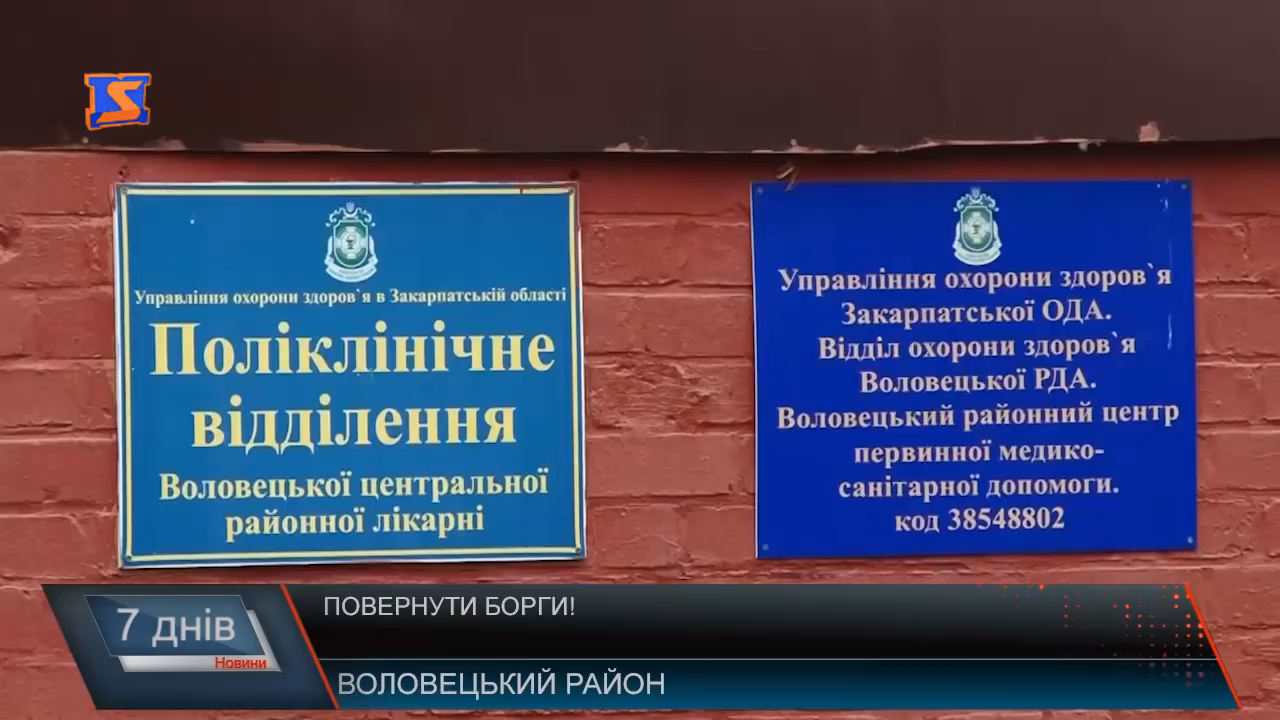 Управління охорони здоров`я в Закарпатській області
Поліклінічне
відділення
Воловецької центральної
районної лікарні
Управління охорони здоров`я
Закарпатської ОДА.
Відділ охорони здоров`я
Воловецької РДА.
Воловецький районний центр
первинної медико-
санітарної допомоги.
код 38548802
7 днів
Новини
ПОВЕРНУТИ БОРГИ!
ВОЛОВЕЦЬКИЙ РАЙОН